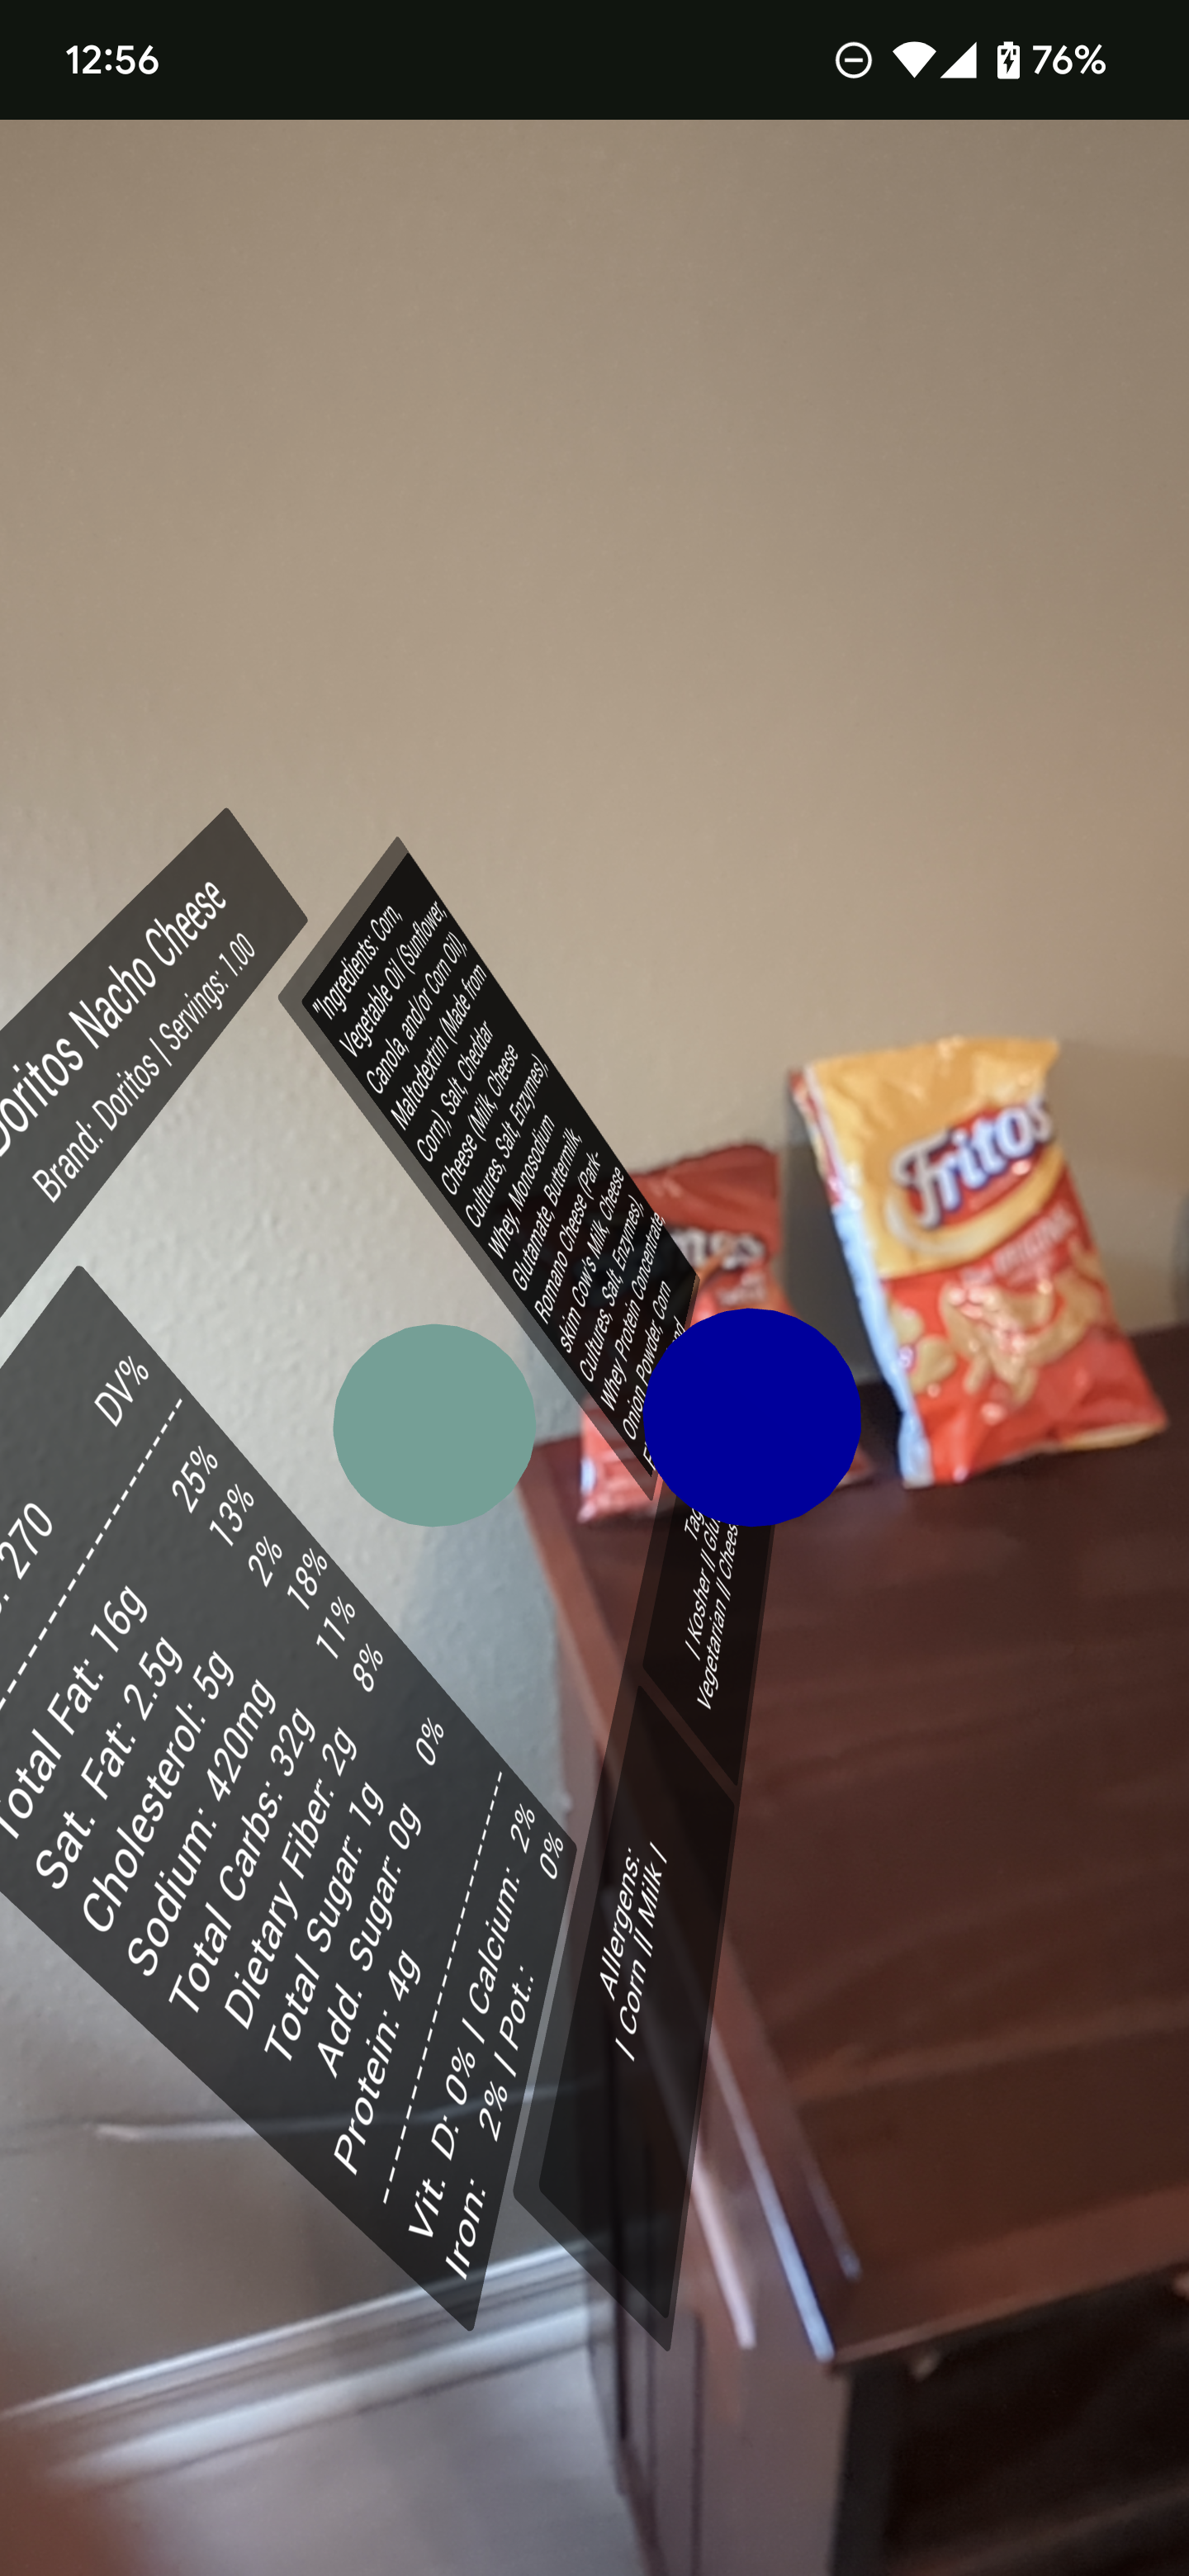 12:56
76%
Doritos Nacho Cheese
Brand: Doritos | Servings: 1.00
270
DV%
Total Fat: 16g 25%
Sat. Fat: 2.5g 13%
Cholesterol: 5g 2%
Sodium: 420mg 18%
Total Carbs: 32g 11%
Dietary Fiber: 2g 8%
Total Sugar: 1g
Add. Sugar: 0g 0%
Protein: 4g
Vit. D: 0% | Calcium: 2%
Iron: 2% | Pot.: 0%
"Ingredients: Corn,
Vegetable Oil (Sunflower,
Canola, and/or Corn Oil),
Maltodextrin (Made from
Corn), Salt, Cheddar
Cheese (Milk, Cheese
Cultures, Salt, Enzymes),
Whey, Monosodium
Glutamate, Buttermilk,
Romano Cheese (Park-
skim Cow's Milk, Cheese
Cultures, Salt, Enzymes),
Whey Protein Concentrate,
Onion Powder, Corn
| Kosher ||
Vegetarian ||
Allergens:
| Corn || Milk |
Fritos
ORIGINAL